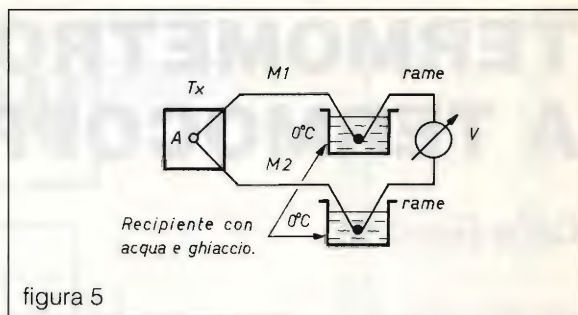 M1
rame
Tx
A
0°C
V
M2
rame
0°C
Recipiente con
acqua e ghiaccio.
figura 5